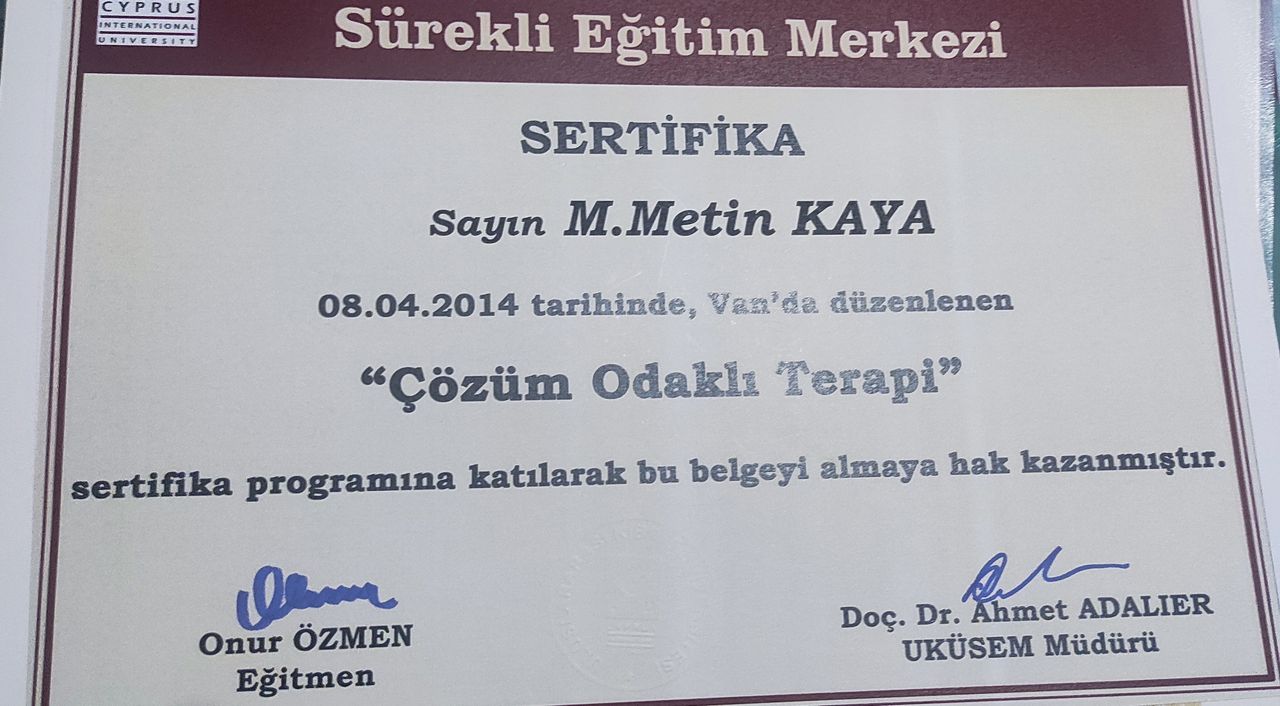 CYPRUS
INTERNATIONAL
UNIVERSITY
Sürekli Eğitim Merkezi
SERTİFİKA
Sayın M.Metin KAYA
08.04.2014 tarihinde, Van'da düzenlenen
“Çözüm Odaklı Terapi”
sertifika programına katılarak bu belgeyi almaya hak kazanmıştır.
Onur ÖZMEN
Eğitmen
Doç. Dr. Ahmet ADALIER
UKÜSEM Müdürü